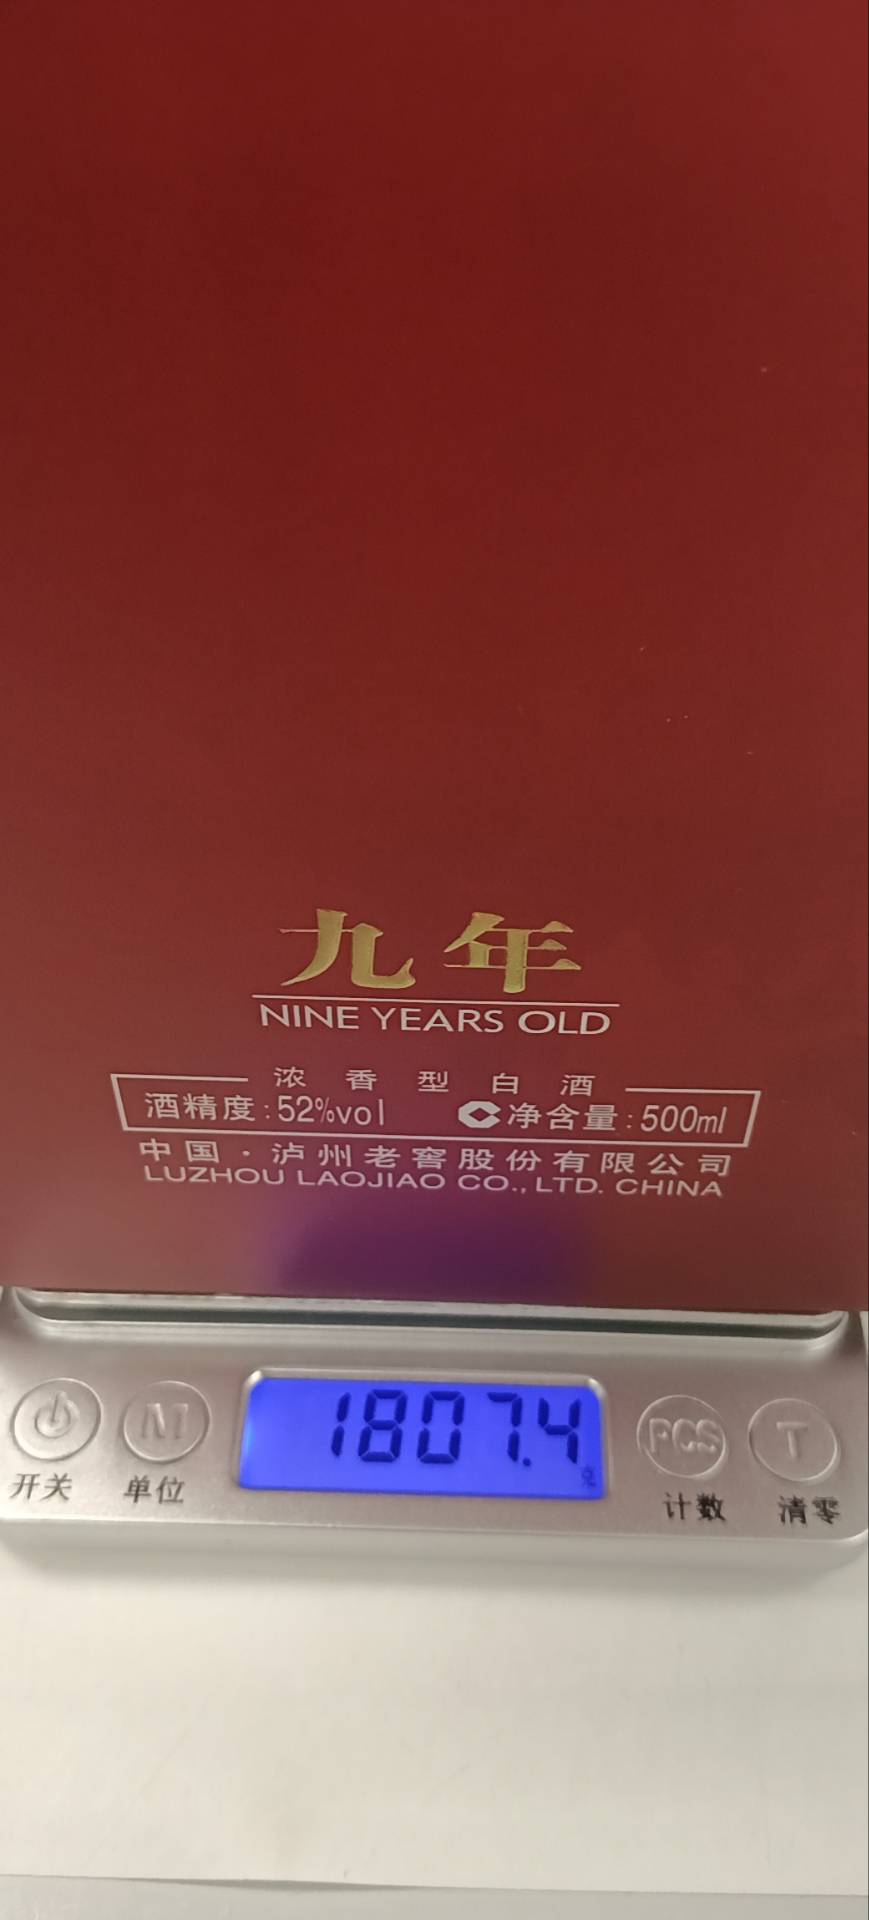 九年
NINE YEARS OLD
浓香型白酒
酒精度:52%vol 净含量:500ml
中国·泸州老窖股份有限公司
LUZHOU LAOJIAO CO.,LTD. CHINA
1807.4
克
M PCS T
开关 单位 计数 清零